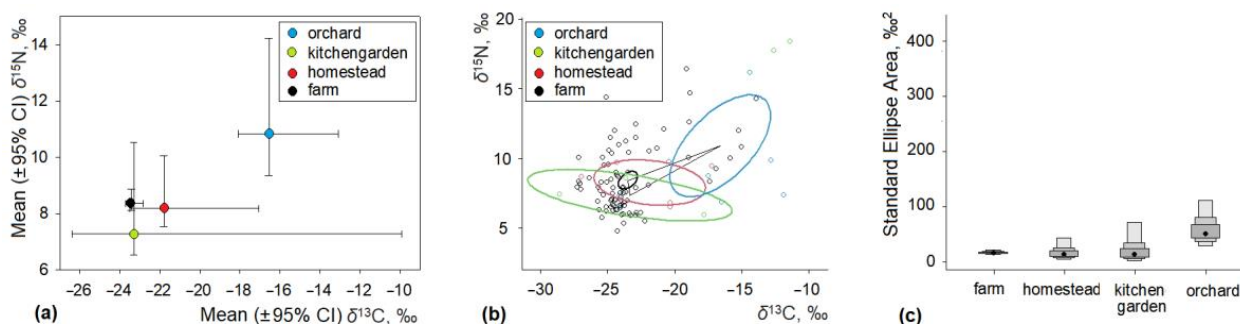 14
12
10
8
6
Mean (±95% CI) δ¹⁵N, ‰
orchard
kitchengarden
homestead
farm
−26 −24 −22 −20 −18 −16 −14 −12 −10
(a)
Mean (±95% CI) δ¹³C, ‰
20
15
10
5
δ¹⁵N, ‰
orchard
kitchengarden
homestead
farm
−30 −25 −20 −15 −10
(b)
δ¹³C, ‰
400
300
200
100
0
Standard Ellipse Area, ‰²
farm homestead kitchen garden orchard
(c)